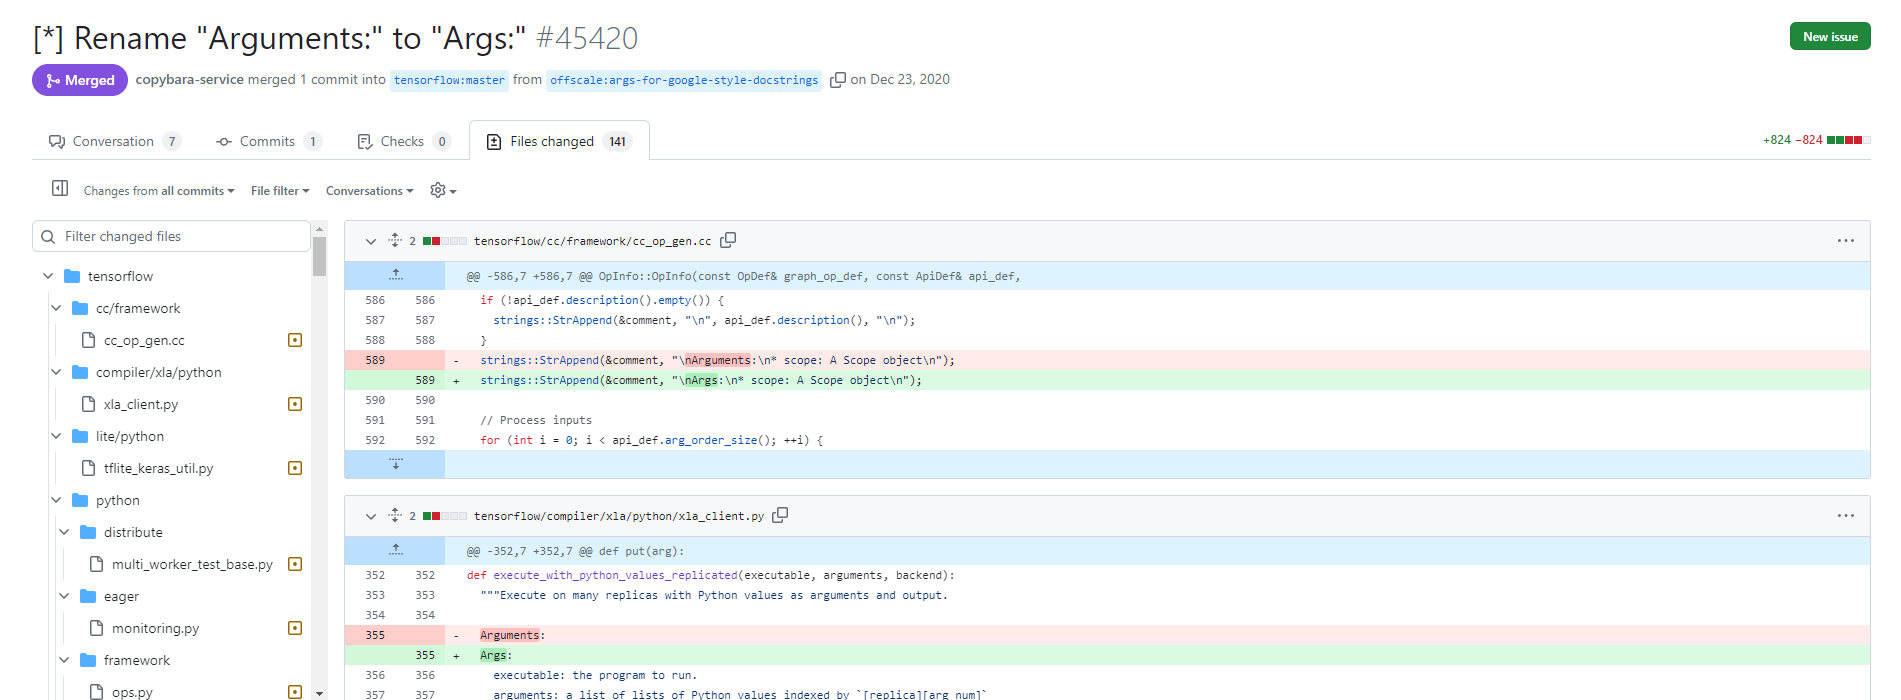 [*] Rename "Arguments:" to "Args:" #45420
New issue
Merged copybara-service merged 1 commit into tensorflow:master from offscale:args-for-google-style-docstrings on Dec 23, 2020
Conversation 7 Commits 1 Checks 0 Files changed 141
+824 −824
Changes from all commits File filter Conversations
Filter changed files
tensorflow
cc/framework
cc_op_gen.cc
compiler/xla/python
xla_client.py
lite/python
tflite_keras_util.py
python
distribute
multi_worker_test_base.py
eager
monitoring.py
framework
ops.py
2 tensorflow/cc/framework/cc_op_gen.cc
@@ -586,7 +586,7 @@ OpInfo::OpInfo(const OpDef& graph_op_def, const ApiDef& api_def,
586 586 if (!api_def.description().empty()) {
587 587 strings::StrAppend(&comment, "\n", api_def.description(), "\n");
588 588 }
589 - strings::StrAppend(&comment, "\nArguments:\n* scope: A Scope object\n");
589 + strings::StrAppend(&comment, "\nArgs:\n* scope: A Scope object\n");
590 590
591 591 // Process inputs
592 592 for (int i = 0; i < api_def.arg_order_size(); ++i) {
2 tensorflow/compiler/xla/python/xla_client.py
@@ -352,7 +352,7 @@ def put(arg):
352 352 def execute_with_python_values_replicated(executable, arguments, backend):
353 353 """Execute on many replicas with Python values as arguments and output.
354 354
355 - Arguments:
355 + Args:
356 356 executable: the program to run.
357 357 arguments: a list of lists of Python values indexed by `[replica][arg_num]`